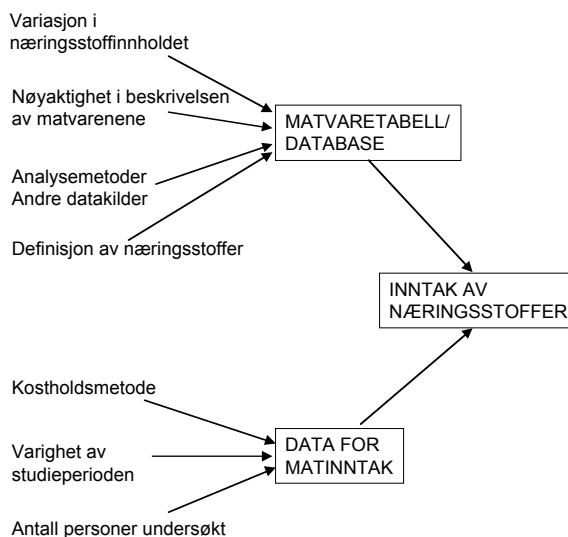 Variasjon i
næringsstoffinnholdet
Nøyaktighet i beskrivelsen
av matvarenene
Analysemetoder
Andre datakilder
Definisjon av næringsstoffer
MATVARETABELL/
DATABASE
INNTAK AV
NÆRINGSSTOFFER
Kostholdsmetode
Varighet av
studieperioden
Antall personer undersøkt
DATA FOR
MATINNTAK